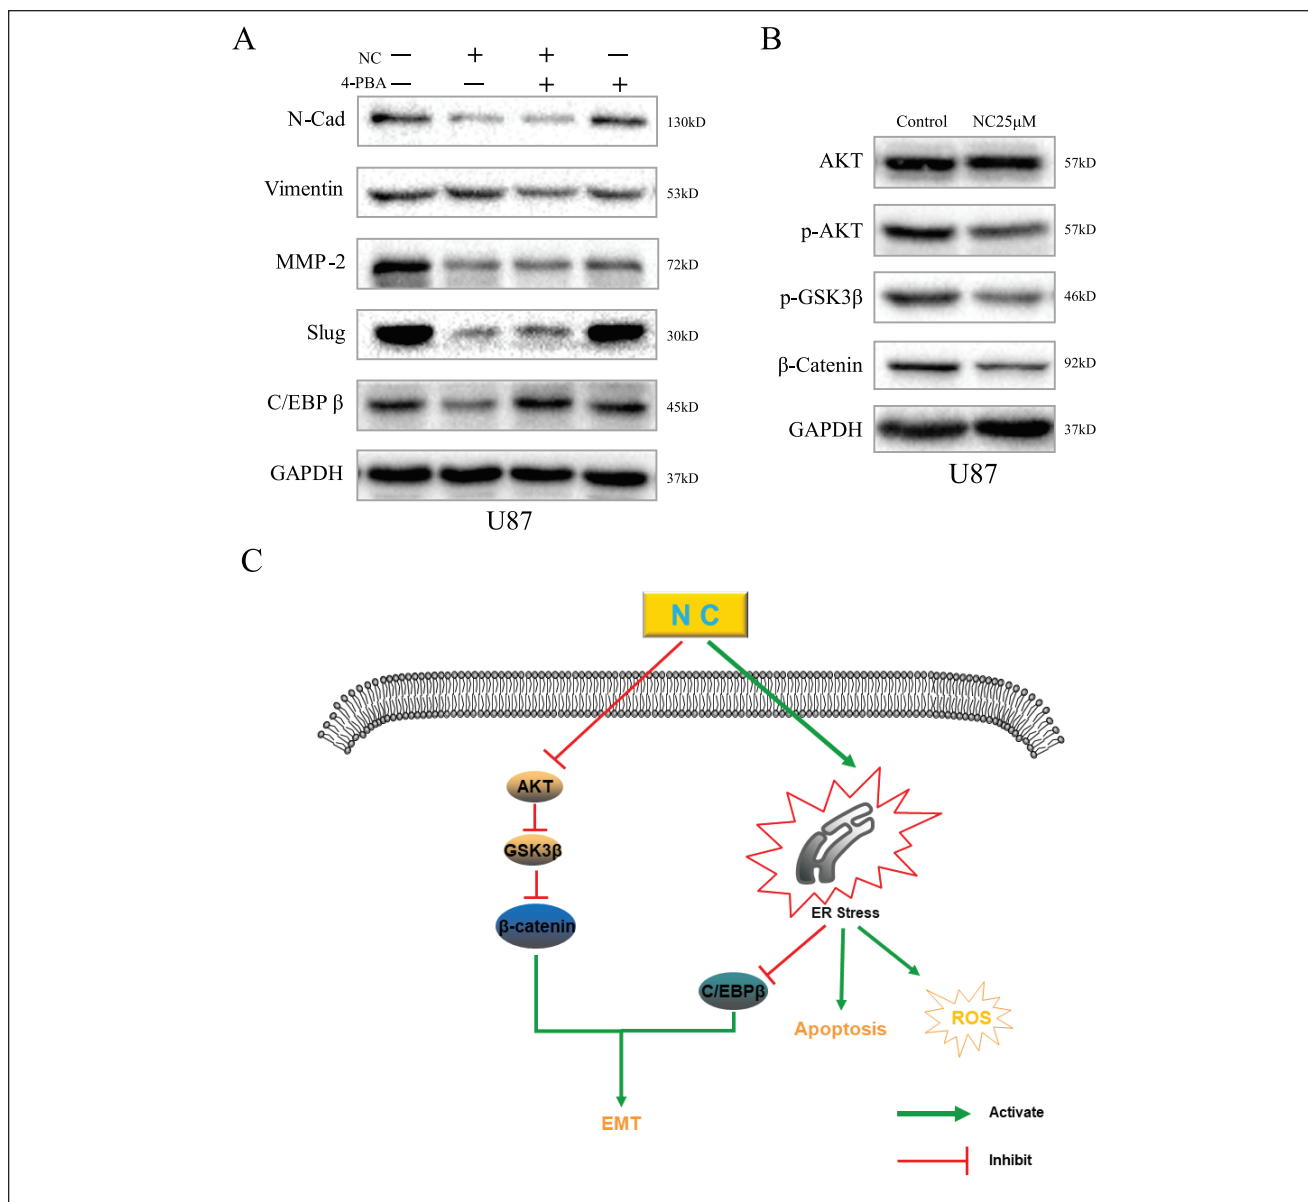 A
NC — + + —
4-PBA — — + +
N-Cad 130kD
Vimentin 53kD
MMP-2 72kD
Slug 30kD
C/EBP β 45kD
GAPDH 37kD
U87
B
Control NC25μM
AKT 57kD
p-AKT 57kD
p-GSK3β 46kD
β-Catenin 92kD
GAPDH 37kD
U87
C
N C
AKT
GSK3β
β-catenin
ER Stress
C/EBPβ
Apoptosis
ROS
EMT
Activate
Inhibit